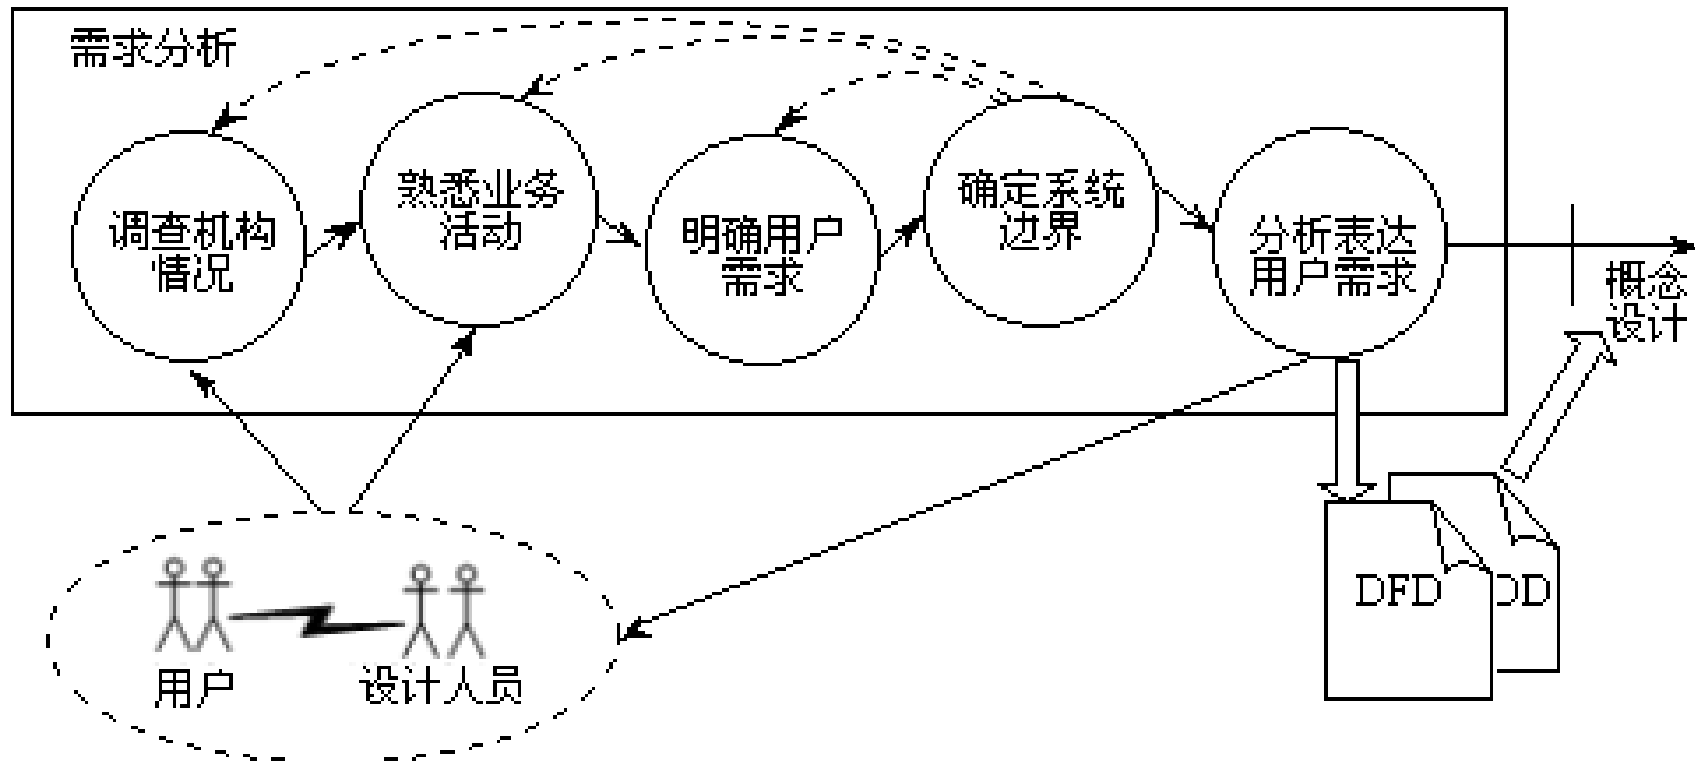 需求分析
调查机构
情况
熟悉业务
活动
明确用户
需求
确定系统
边界
分析表达
用户需求
概念
设计
DFD
DD
用户
设计人员